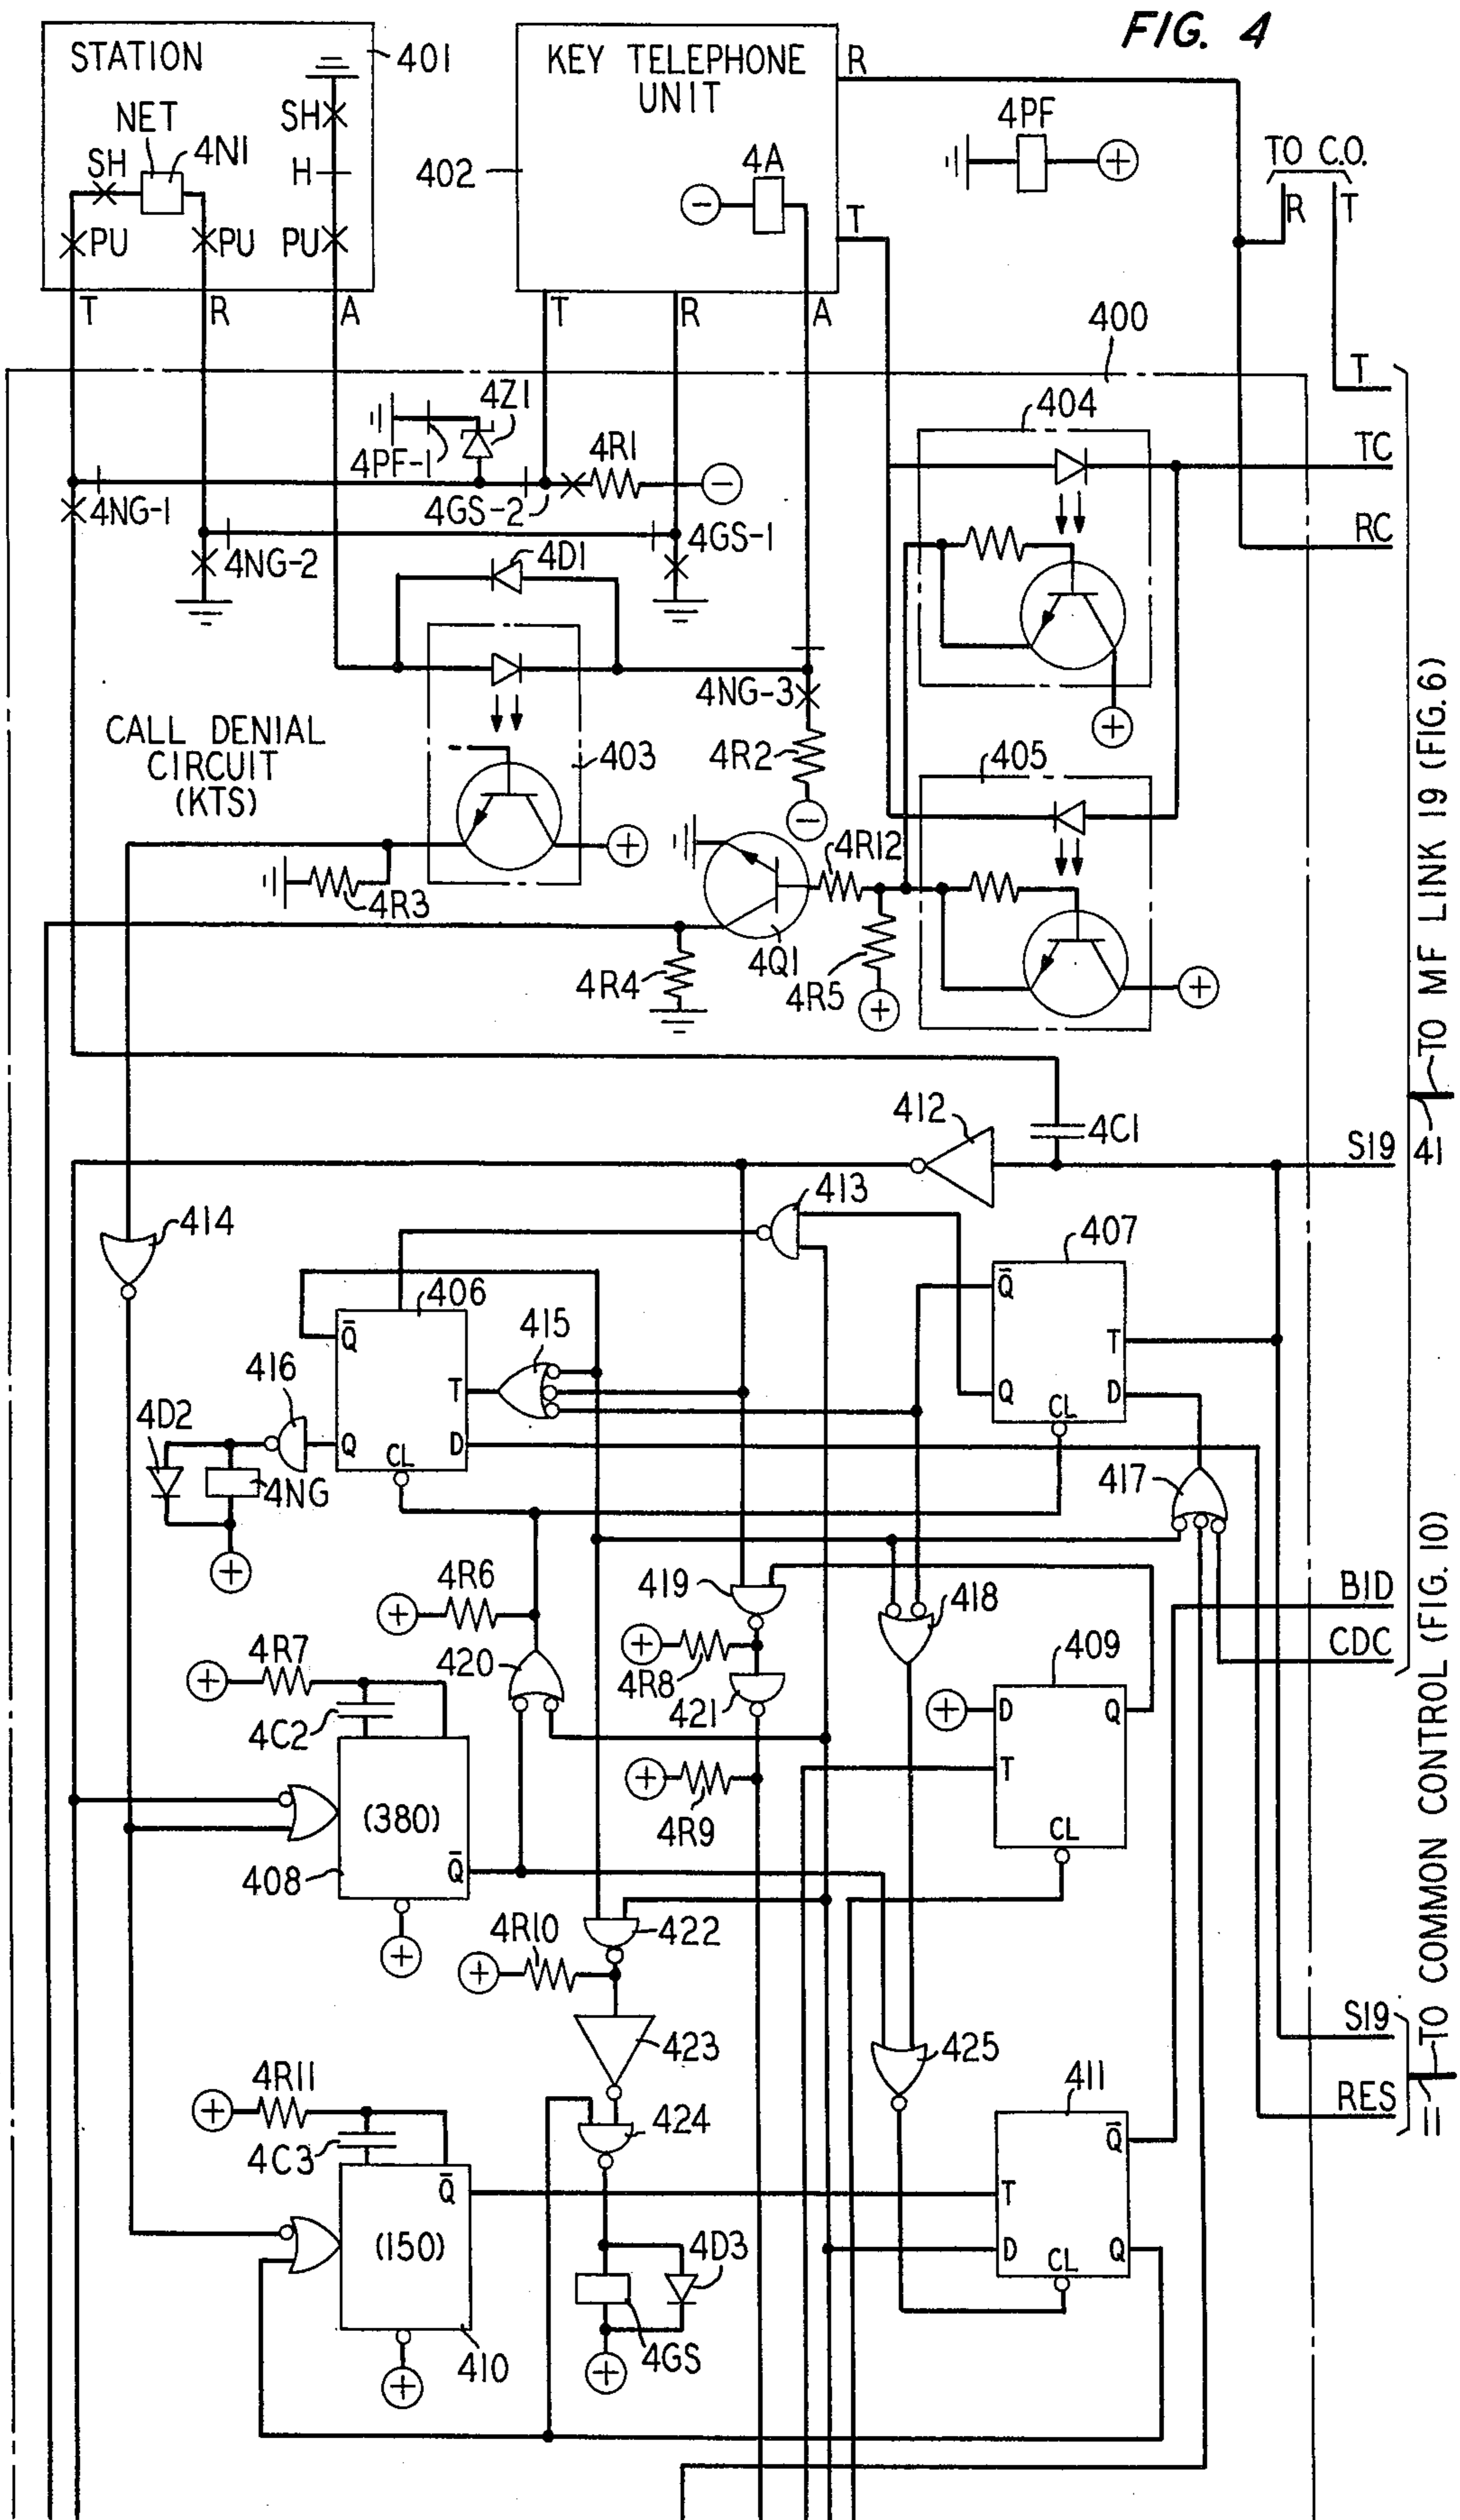 FIG. 4
STATION
401
NET
4N1
SH
SH
H
PU
PU
PU
T
R
A
KEY TELEPHONE
UNIT
402
4A
R
T
T
R
A
4PF
TO C.O.
R
T
400
T
TC
RC
4Z1
4PF-1
4R1
4GS-2
4NG-1
4NG-2
4GS-1
4D1
404
4NG-3
4R2
CALL DENIAL
CIRCUIT
(KTS)
403
405
4R12
4R3
4Q1
4R4
4R5
TO MF LINK 19 (FIG.6)
41
412
4C1
S19
413
414
407
Q̄
T
Q
D
CL
406
Q̄
T
Q
D
CL
415
416
4D2
4NG
417
4R6
419
418
BID
CDC
4R7
4R8
409
D
Q
T
CL
420
421
4C2
4R9
(380)
Q̄
408
4R10
422
TO COMMON CONTROL (FIG. 10)
11
423
425
S19
RES
4R11
424
411
Q̄
T
D
Q
CL
4C3
Q̄
(150)
4D3
410
4GS